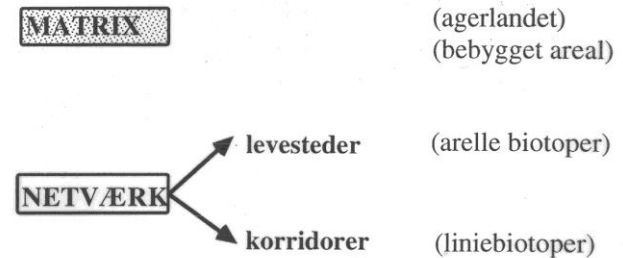 MATRIX (agerlandet)
(bebygget areal)
levesteder (arelle biotoper)
NETVÆRK
korridorer (liniebiotoper)